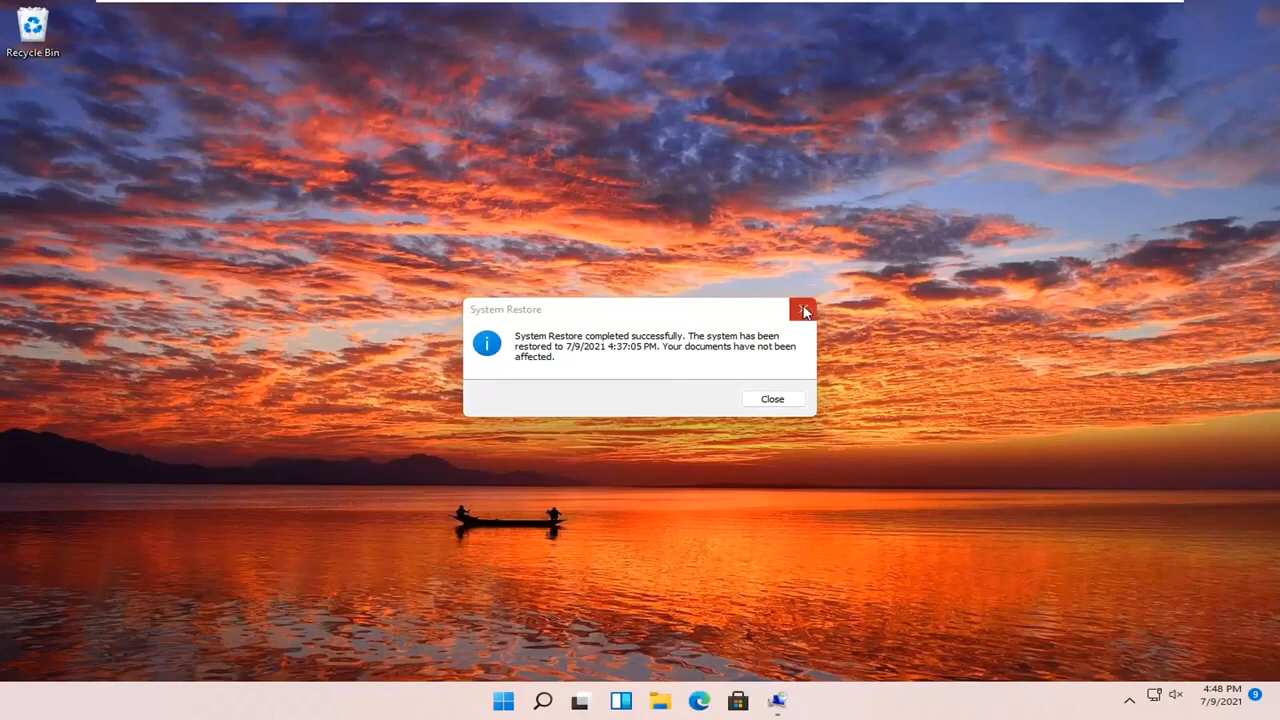 Recycle Bin
System Restore
System Restore completed successfully. The system has been
restored to 7/9/2021 4:37:05 PM. Your documents have not been
affected.
Close
4:48 PM
7/9/2021
9